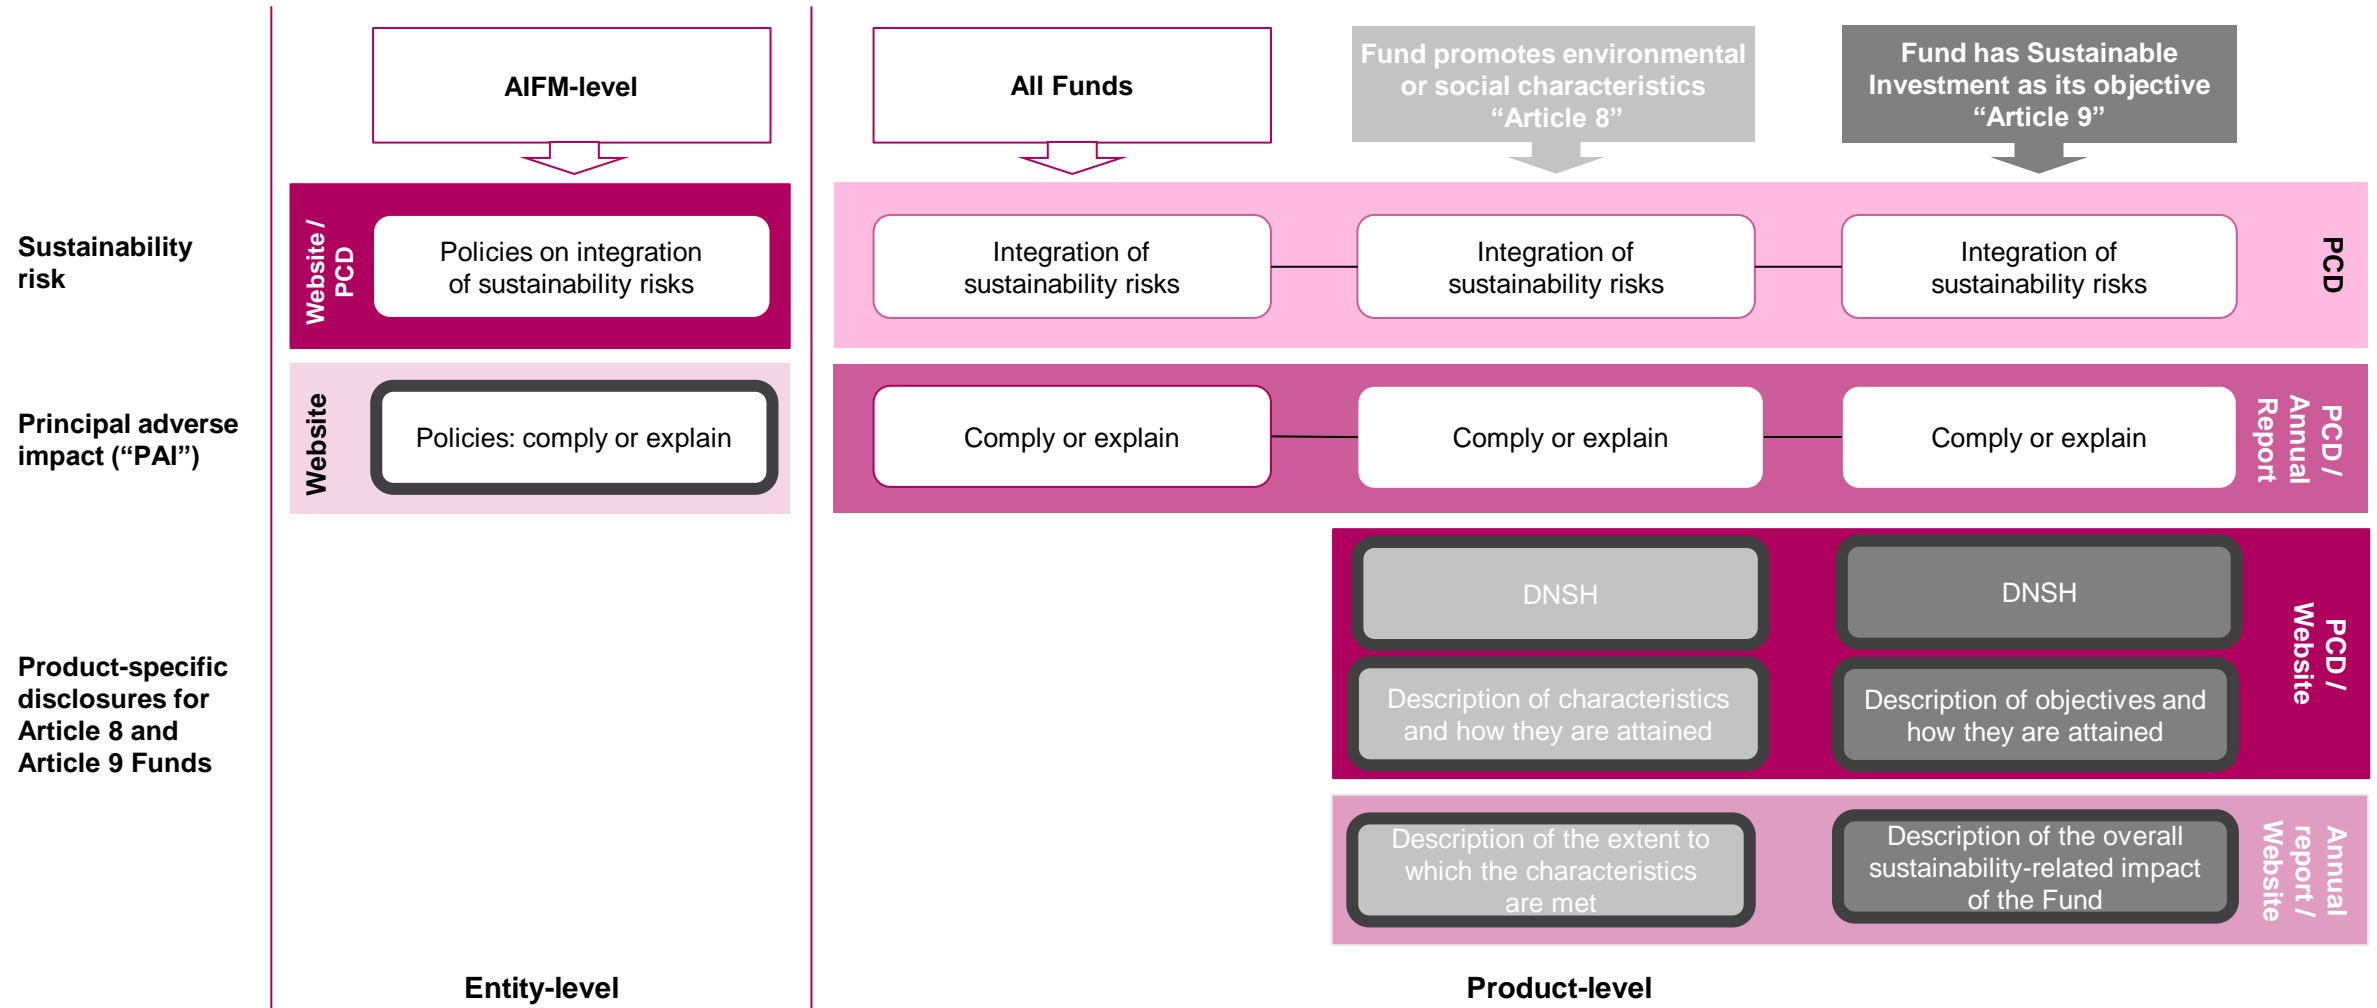 AIFM-level
All Funds
Fund promotes environmental
or social characteristics
“Article 8”
Fund has Sustainable
Investment as its objective
“Article 9”
Sustainability
risk
Website /
PCD
Policies on integration
of sustainability risks
Integration of
sustainability risks
Integration of
sustainability risks
Integration of
sustainability risks
PCD
Principal adverse
impact (“PAI”)
Website
Policies: comply or explain
Comply or explain
Comply or explain
Comply or explain
PCD /
Annual
Report
Product-specific
disclosures for
Article 8 and
Article 9 Funds
DNSH
DNSH
Description of characteristics
and how they are attained
Description of objectives and
how they are attained
PCD /
Website
Description of the extent to
which the characteristics
are met
Description of the overall
sustainability-related impact
of the Fund
Annual
report /
Website
Entity-level
Product-level